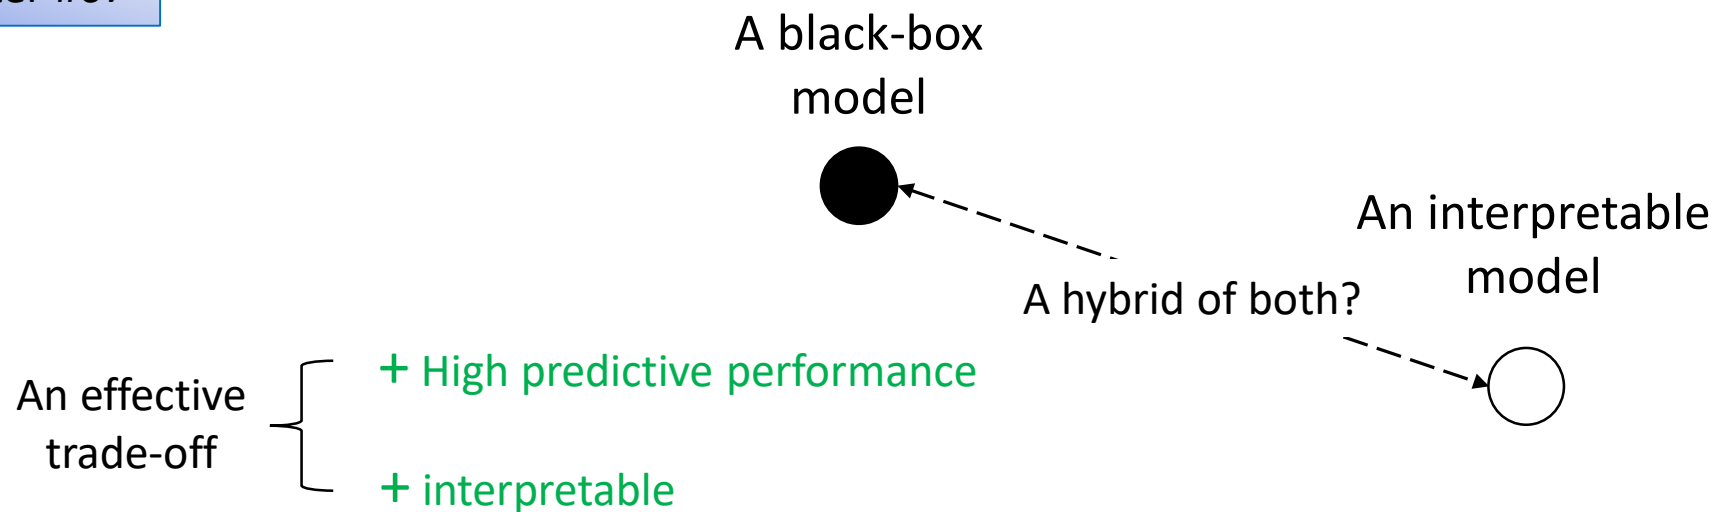 A black-box
model
An interpretable
model
A hybrid of both?
An effective
trade-off
+ High predictive performance
+ interpretable